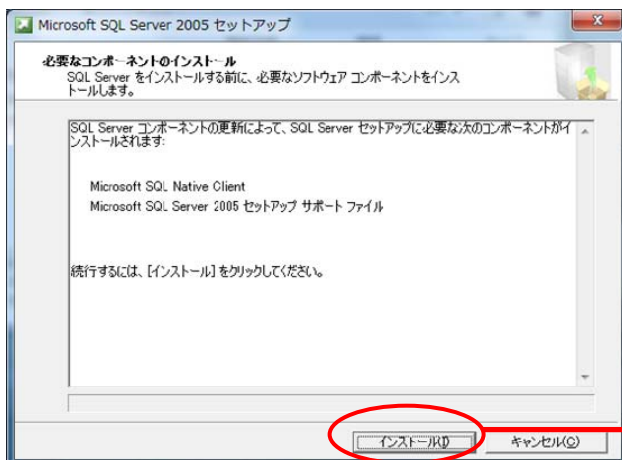 Microsoft SQL Server 2005 セットアップ
必要なコンポーネントのインストール
SQL Server をインストールする前に、必要なソフトウェア コンポーネントをインス
トールします。
SQL Server コンポーネントの更新によって、SQL Server セットアップに必要な次のコンポーネントがイ
ンストールされます:
Microsoft SQL Native Client
Microsoft SQL Server 2005 セットアップ サポート ファイル
続行するには、[インストール] をクリックしてください。
インストール(I)
キャンセル(C)